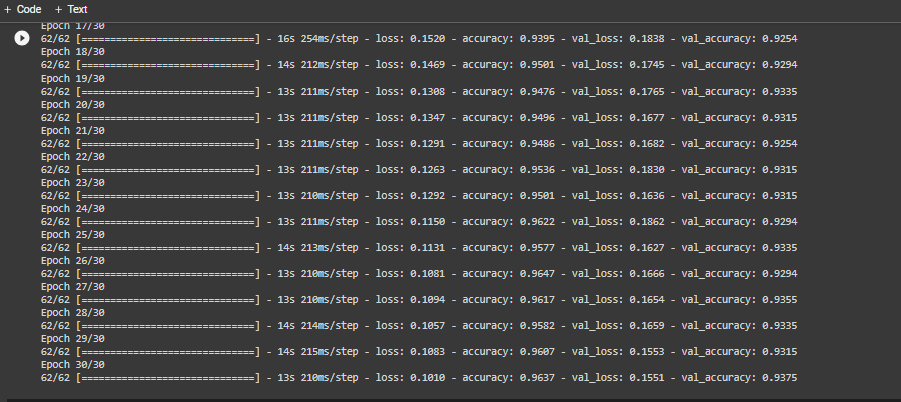 + Code + Text
Epoch 17/30
62/62 [==============================] - 16s 254ms/step - loss: 0.1520 - accuracy: 0.9395 - val_loss: 0.1838 - val_accuracy: 0.9254
Epoch 18/30
62/62 [==============================] - 14s 212ms/step - loss: 0.1469 - accuracy: 0.9501 - val_loss: 0.1745 - val_accuracy: 0.9294
Epoch 19/30
62/62 [==============================] - 13s 211ms/step - loss: 0.1308 - accuracy: 0.9476 - val_loss: 0.1765 - val_accuracy: 0.9335
Epoch 20/30
62/62 [==============================] - 13s 211ms/step - loss: 0.1347 - accuracy: 0.9496 - val_loss: 0.1677 - val_accuracy: 0.9315
Epoch 21/30
62/62 [==============================] - 13s 211ms/step - loss: 0.1291 - accuracy: 0.9486 - val_loss: 0.1682 - val_accuracy: 0.9254
Epoch 22/30
62/62 [==============================] - 13s 211ms/step - loss: 0.1263 - accuracy: 0.9536 - val_loss: 0.1830 - val_accuracy: 0.9315
Epoch 23/30
62/62 [==============================] - 13s 210ms/step - loss: 0.1292 - accuracy: 0.9501 - val_loss: 0.1636 - val_accuracy: 0.9315
Epoch 24/30
62/62 [==============================] - 13s 211ms/step - loss: 0.1150 - accuracy: 0.9622 - val_loss: 0.1862 - val_accuracy: 0.9294
Epoch 25/30
62/62 [==============================] - 14s 213ms/step - loss: 0.1131 - accuracy: 0.9577 - val_loss: 0.1627 - val_accuracy: 0.9335
Epoch 26/30
62/62 [==============================] - 13s 210ms/step - loss: 0.1081 - accuracy: 0.9647 - val_loss: 0.1666 - val_accuracy: 0.9294
Epoch 27/30
62/62 [==============================] - 13s 210ms/step - loss: 0.1094 - accuracy: 0.9617 - val_loss: 0.1654 - val_accuracy: 0.9355
Epoch 28/30
62/62 [==============================] - 14s 214ms/step - loss: 0.1057 - accuracy: 0.9582 - val_loss: 0.1659 - val_accuracy: 0.9335
Epoch 29/30
62/62 [==============================] - 14s 215ms/step - loss: 0.1083 - accuracy: 0.9607 - val_loss: 0.1553 - val_accuracy: 0.9315
Epoch 30/30
62/62 [==============================] - 13s 210ms/step - loss: 0.1010 - accuracy: 0.9637 - val_loss: 0.1551 - val_accuracy: 0.9375